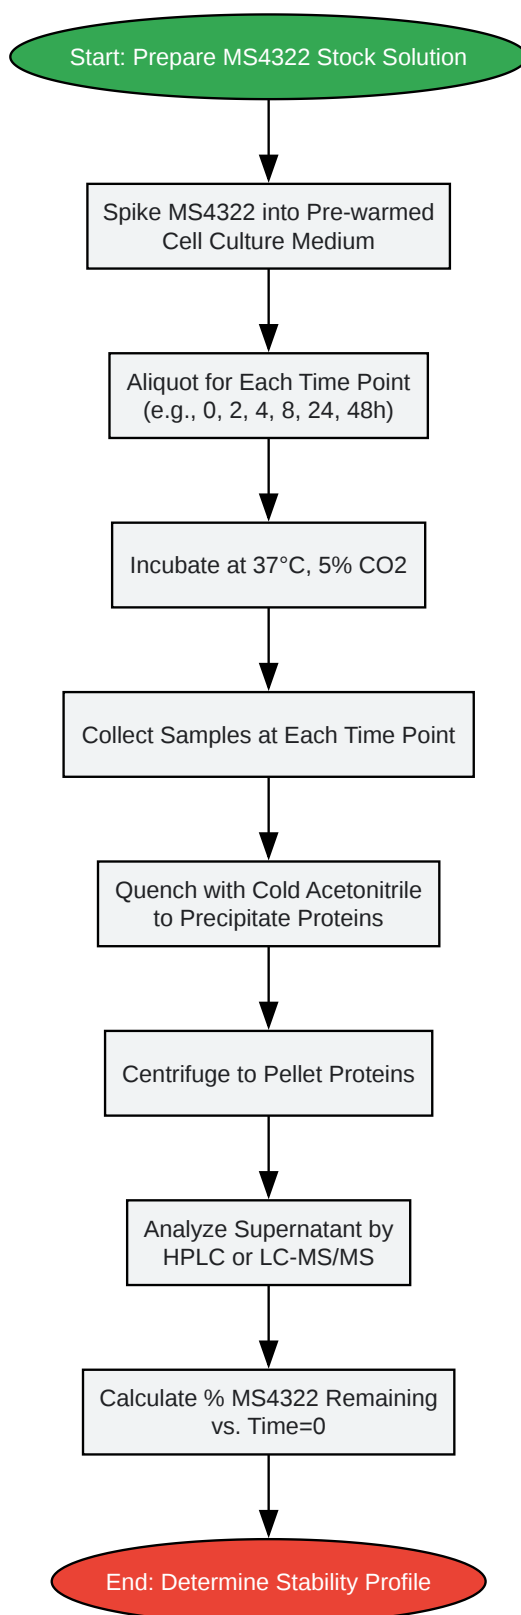 Start: Prepare MS4322 Stock Solution
Spike MS4322 into Pre-warmed
Cell Culture Medium
Aliquot for Each Time Point
(e.g., 0, 2, 4, 8, 24, 48h)
Incubate at 37°C, 5% CO2
Collect Samples at Each Time Point
Quench with Cold Acetonitrile
to Precipitate Proteins
Centrifuge to Pellet Proteins
Analyze Supernatant by
HPLC or LC-MS/MS
Calculate % MS4322 Remaining
vs. Time=0
End: Determine Stability Profile